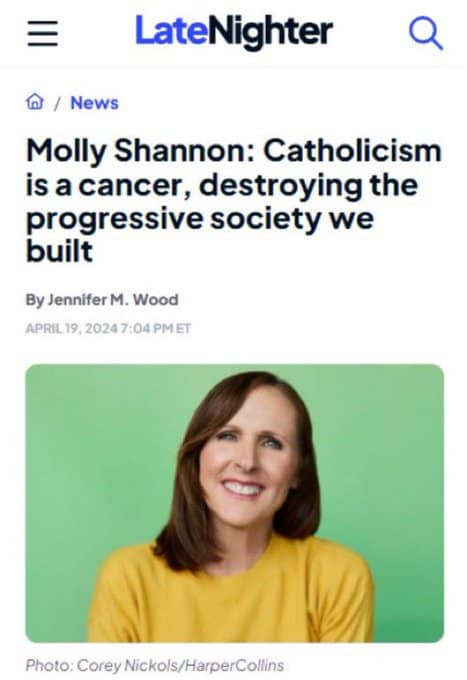 LateNighter
/ News
Molly Shannon: Catholicism
is a cancer, destroying the
progressive society we
built
By Jennifer M. Wood
APRIL 19, 2024 7:04 PM ET
Photo: Corey Nickols/HarperCollins